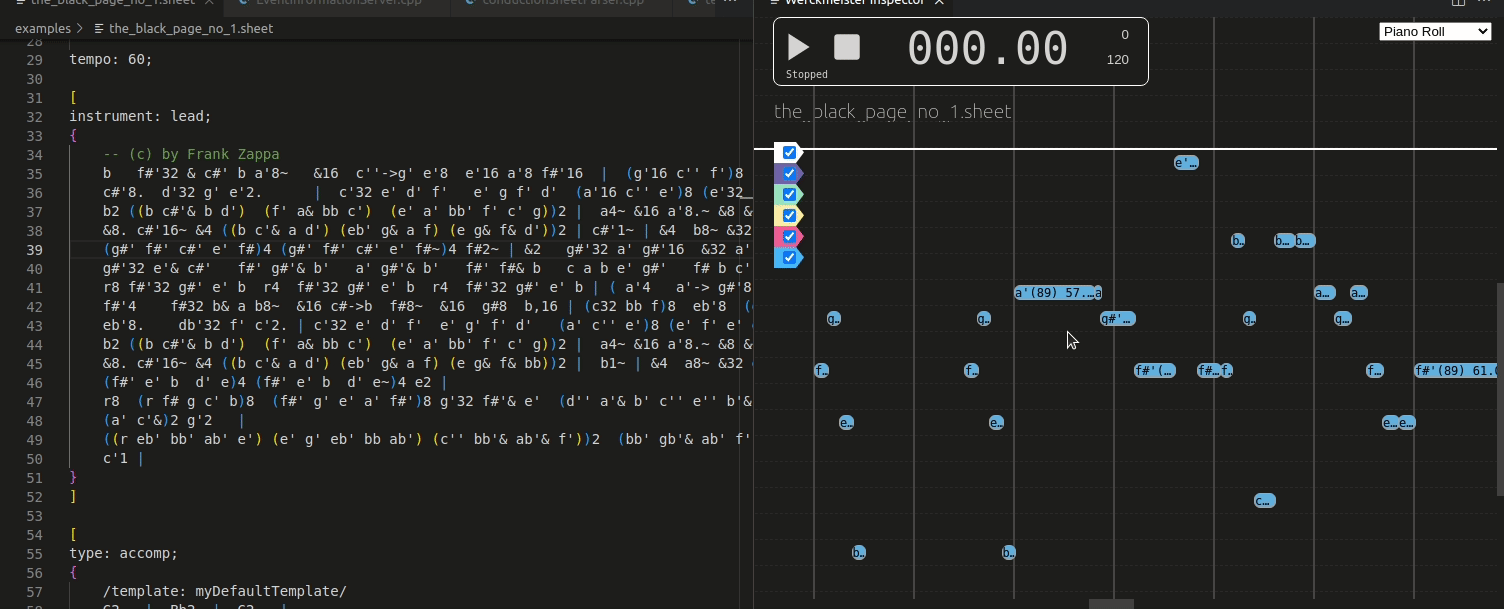 the_black_page_no_1.sheet
EventInformationServer.cpp
conductionSheetParser.cpp
Werckmeister Inspector
examples > the_black_page_no_1.sheet
28
29 tempo: 60;
30
31 [
32 instrument: lead;
33 {
34 -- (c) by Frank Zappa
35 b f#'32 & c#' b a'8~ &16 c''->g' e'8 e'16 a'8 f#'16 | (g'16 c'' f')8
36 c#'8. d'32 g' e'2. | c'32 e' d' f' e' g f' d' (a'16 c'' e')8 (e'32
37 b2 ((b c#'& b d') (f' a& bb c') (e' a' bb' f' c' g))2 | a4~ &16 a'8.~ &8 &
38 &8. c#'16~ &4 ((b c'& a d') (eb' g& a f) (e g& f& d'))2 | c#'1~ | &4 b8~ &32
39 (g#' f#' c#' e' f#)4 (g#' f#' c#' e' f#~)4 f#2~ | &2 g#'32 a' g#'16 &32 a'
40 g#'32 e'& c#' f#' g#'& b' a' g#'& b' f#' f#& b c a b e' g#' f# b c'
41 r8 f#'32 g#' e' b r4 f#'32 g#' e' b r4 f#'32 g#' e' b | ( a'4 a'-> g#'8
42 f#'4 f#32 b& a b8~ &16 c#->b f#8~ &16 g#8 b,16 | (c32 bb f)8 eb'8 (
43 eb'8. db'32 f' c'2. | c'32 e' d' f' e' g' f' d' (a' c'' e')8 (e' f' e'
44 b2 ((b c#'& b d') (f' a& bb c') (e' a' bb' f' c' g))2 | a4~ &16 a'8.~ &8 &
45 &8. c#'16~ &4 ((b c'& a d') (eb' g& a f) (e g& f& bb))2 | b1~ | &4 a8~ &32
46 (f#' e' b d' e)4 (f#' e' b d' e~)4 e2 |
47 r8 (r f# g c' b)8 (f#' g' e' a' f#')8 g'32 f#'& e' (d'' a'& b' c'' e'' b'&
48 (a' c'&)2 g'2 |
49 ((r eb' bb' ab' e') (e' g' eb' bb ab') (c'' bb'& ab'& f'))2 (bb' gb'& ab' f'
50 c'1 |
51 }
52 ]
53
54 [
55 type: accomp;
56 {
57 /template: myDefaultTemplate/
000.00
0
120
Stopped
Piano Roll
the_black_page_no_1.sheet
e'...
b..
b...
b...
a'(89) 57....
a
a...
a...
g..
g..
g#'...
g..
g...
f..
f..
f#'(...
f#...
f..
f...
f#'(89) 61.
e..
e..
e...
e...
c...
b..
b..